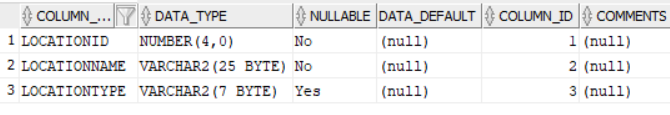 COLUMN_... DATA_TYPE NULLABLE DATA_DEFAULT COLUMN_ID COMMENTS
1 LOCATIONID NUMBER(4,0) No (null) 1 (null)
2 LOCATIONNAME VARCHAR2(25 BYTE) No (null) 2 (null)
3 LOCATIONTYPE VARCHAR2(7 BYTE) Yes (null) 3 (null)